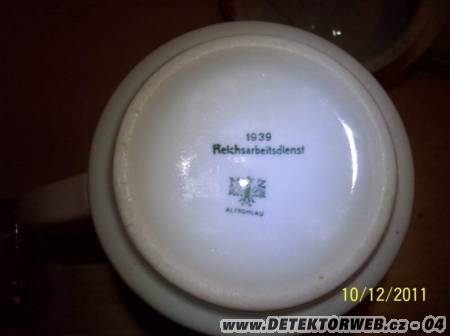 1939
Reichsarbeitsdienst
ALTROHLAU
10/12/2011
www.DETEKTORWEB.cz - 04